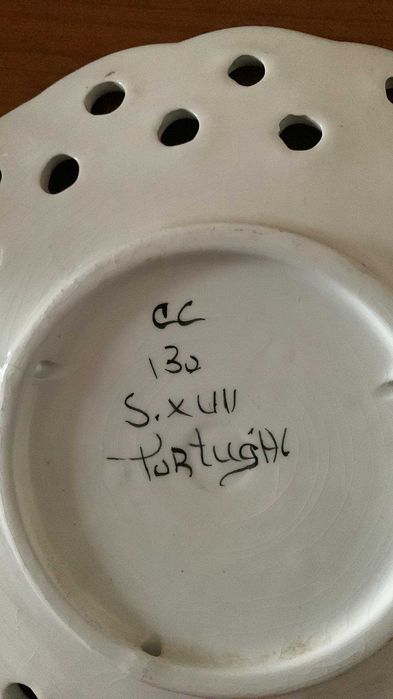 CC
130
S. XVII
PORTUGAL